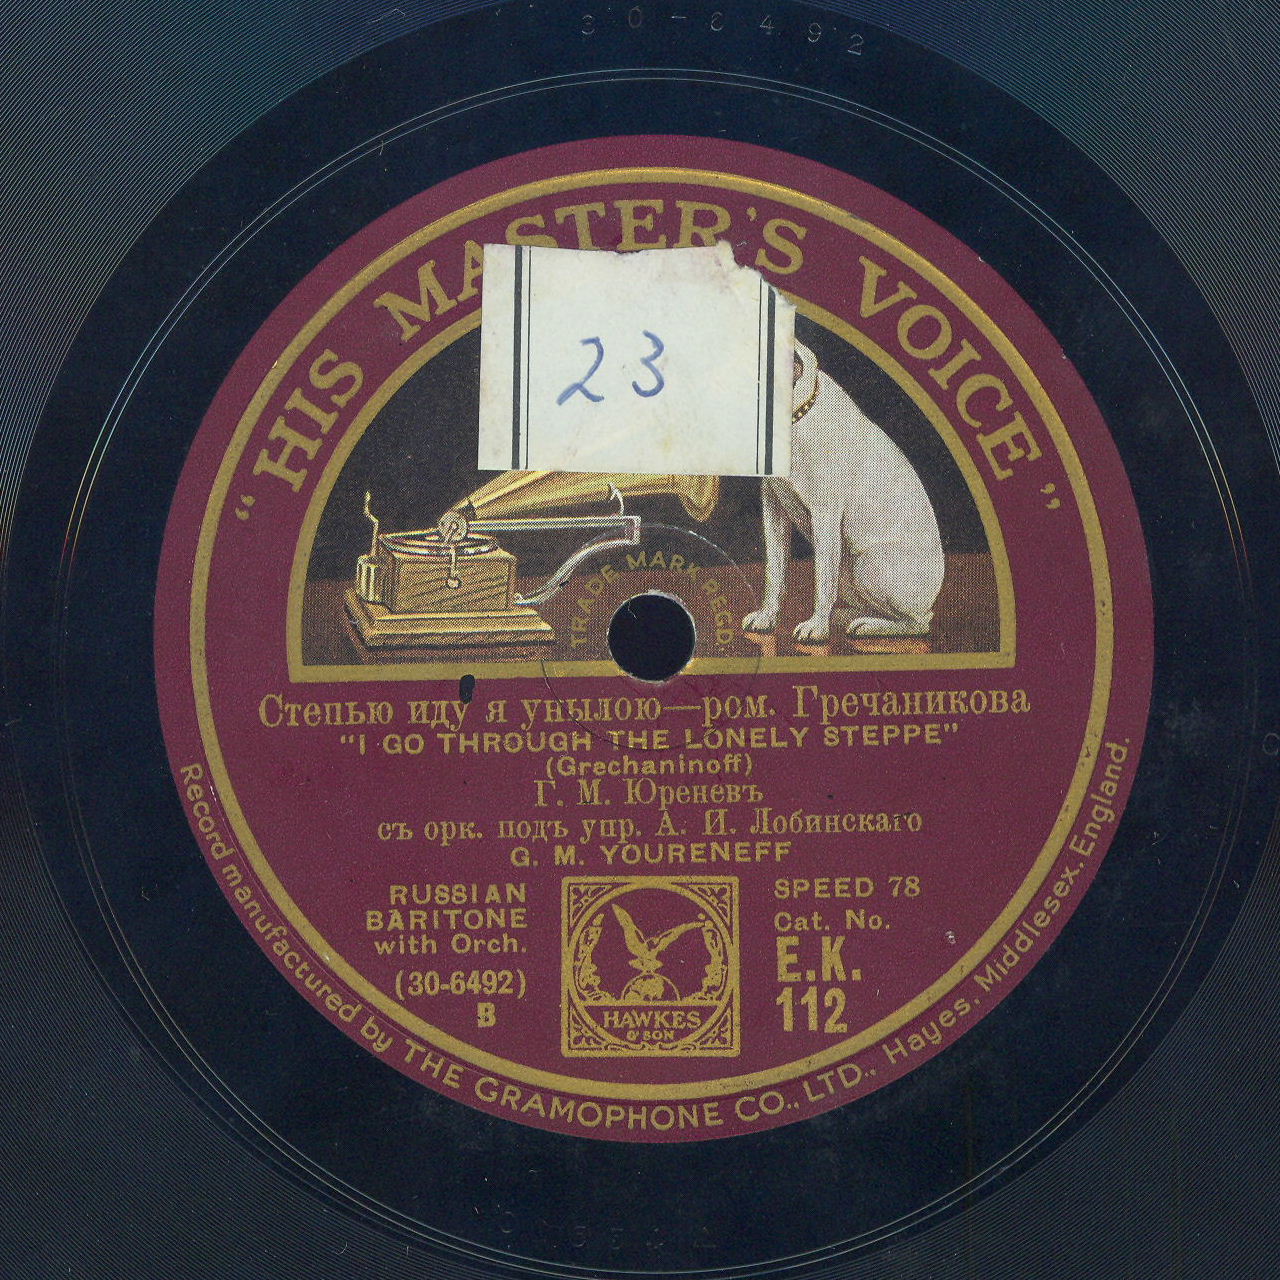 30-6492
"HIS MASTER'S VOICE"
23
TRADE MARK REGD.
Степью иду я унылою—ром. Гречаникова
"I GO THROUGH THE LONELY STEPPE"
(Grechaninoff)
Г. М. Юреневъ
съ орк. подъ упр. А. И. Лобинскаго
G. M. YOURENEFF
RUSSIAN
BARITONE
with Orch.
(30-6492)
B
HAWKES
& SON
SPEED 78
Cat. No.
E.K.
112
Record manufactured by THE GRAMOPHONE CO., LTD., Hayes, Middlesex, England.